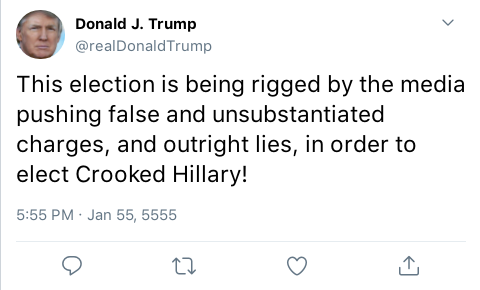 Donald J. Trump
@realDonaldTrump
This election is being rigged by the media
pushing false and unsubstantiated
charges, and outright lies, in order to
elect Crooked Hillary!
5:55 PM · Jan 55, 5555